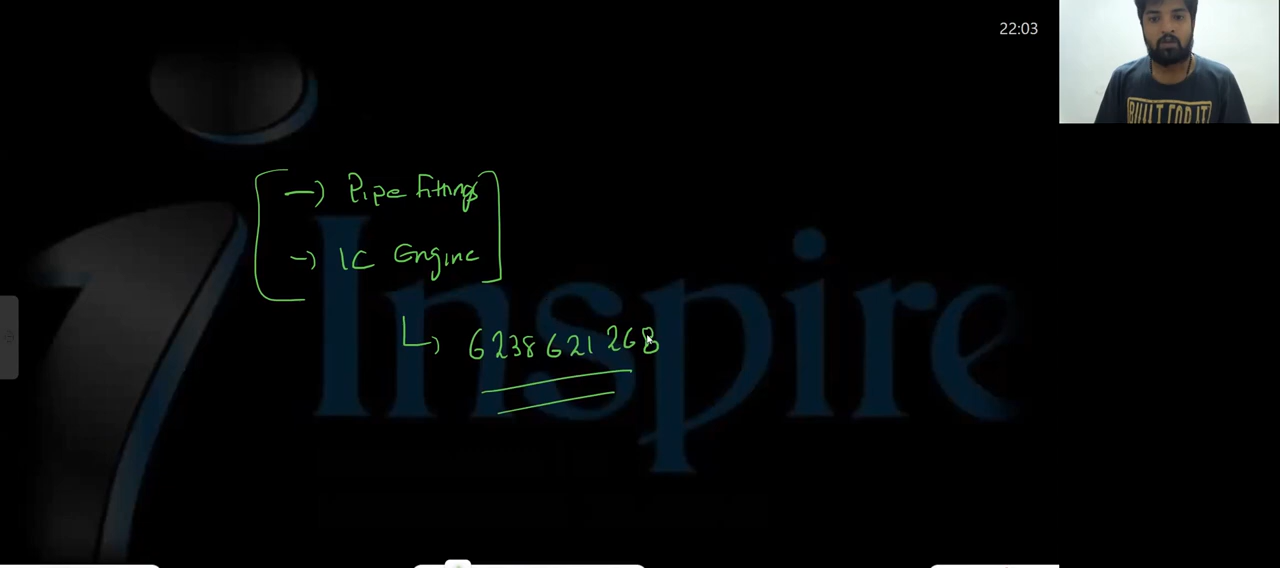 22:03
BUILT FOR IT
→ Pipe Fittings
→ IC Engine
↳ 6238621268
Inspire